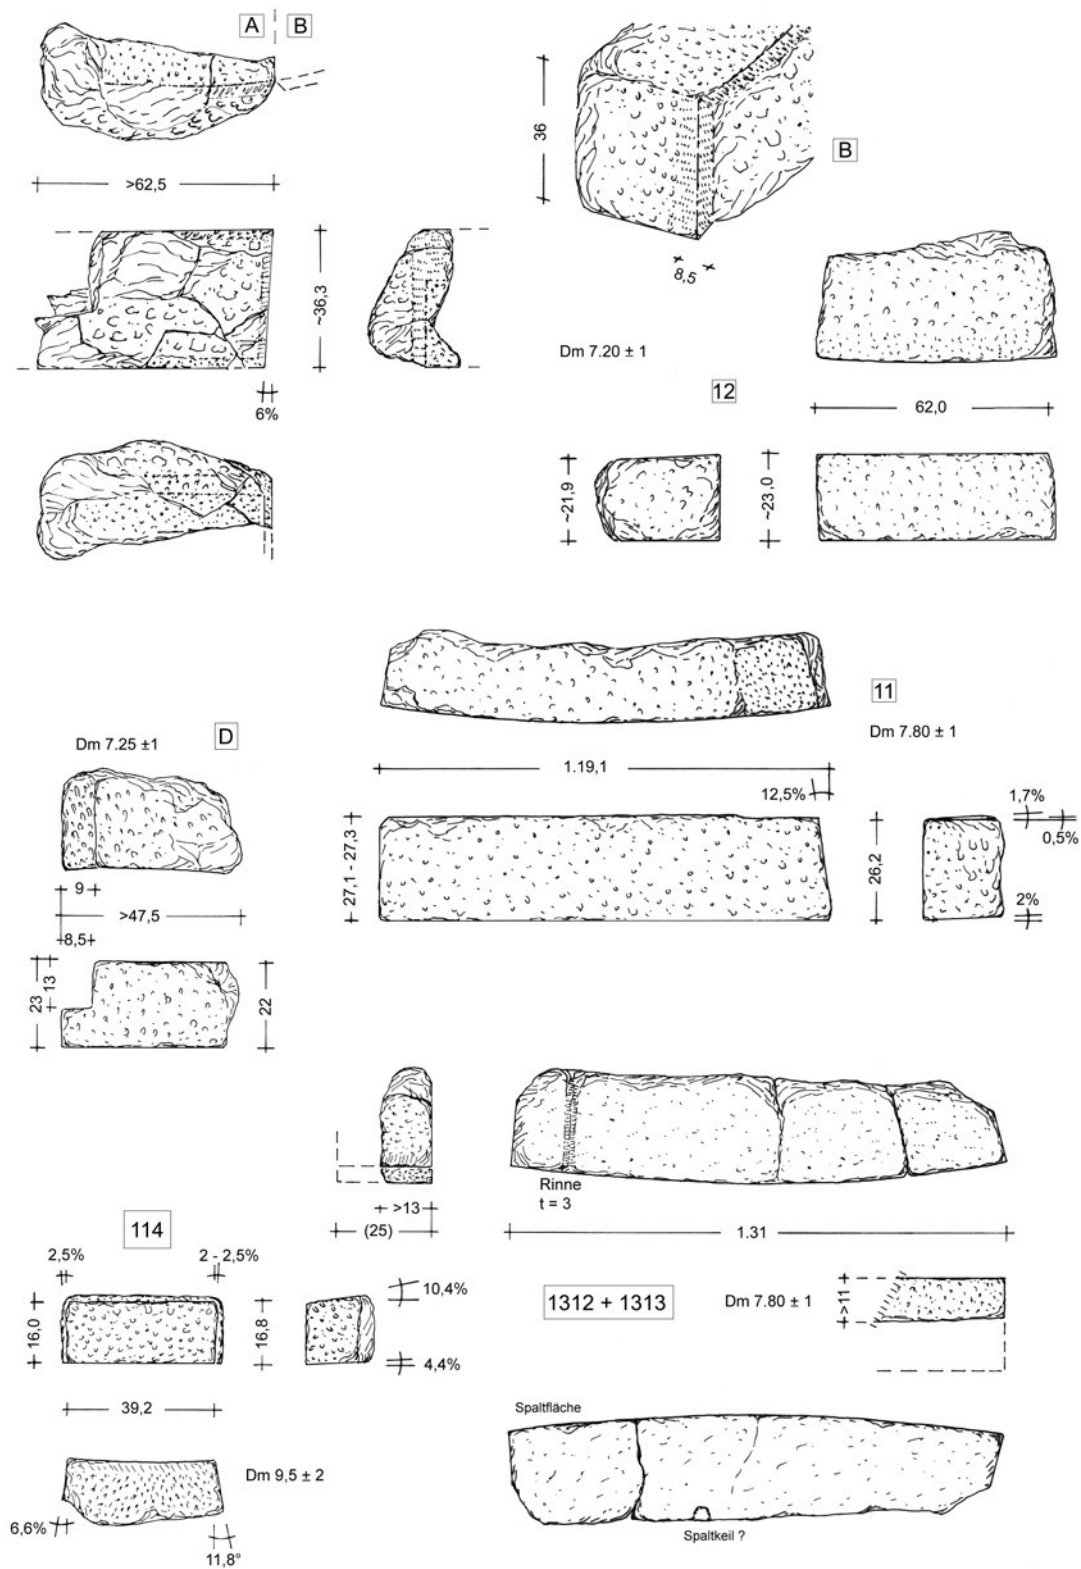 A B
>62,5
~36,3
6%
36
B
8,5
Dm 7.20 ± 1
12
62,0
~21,9
~23,0
11
Dm 7.80 ± 1
1.19,1
12,5%
27,1 - 27,3
26,2
1,7%
0,5%
2%
Dm 7.25 ±1
D
9
>47,5
8,5
23
13
22
Rinne
t = 3
>13
(25)
1.31
114
2,5%
2 - 2,5%
16,0
16,8
10,4%
4,4%
39,2
Dm 9,5 ± 2
6,6%
11,8°
1312 + 1313
Dm 7.80 ± 1
>11
Spaltfläche
Spaltkeil ?